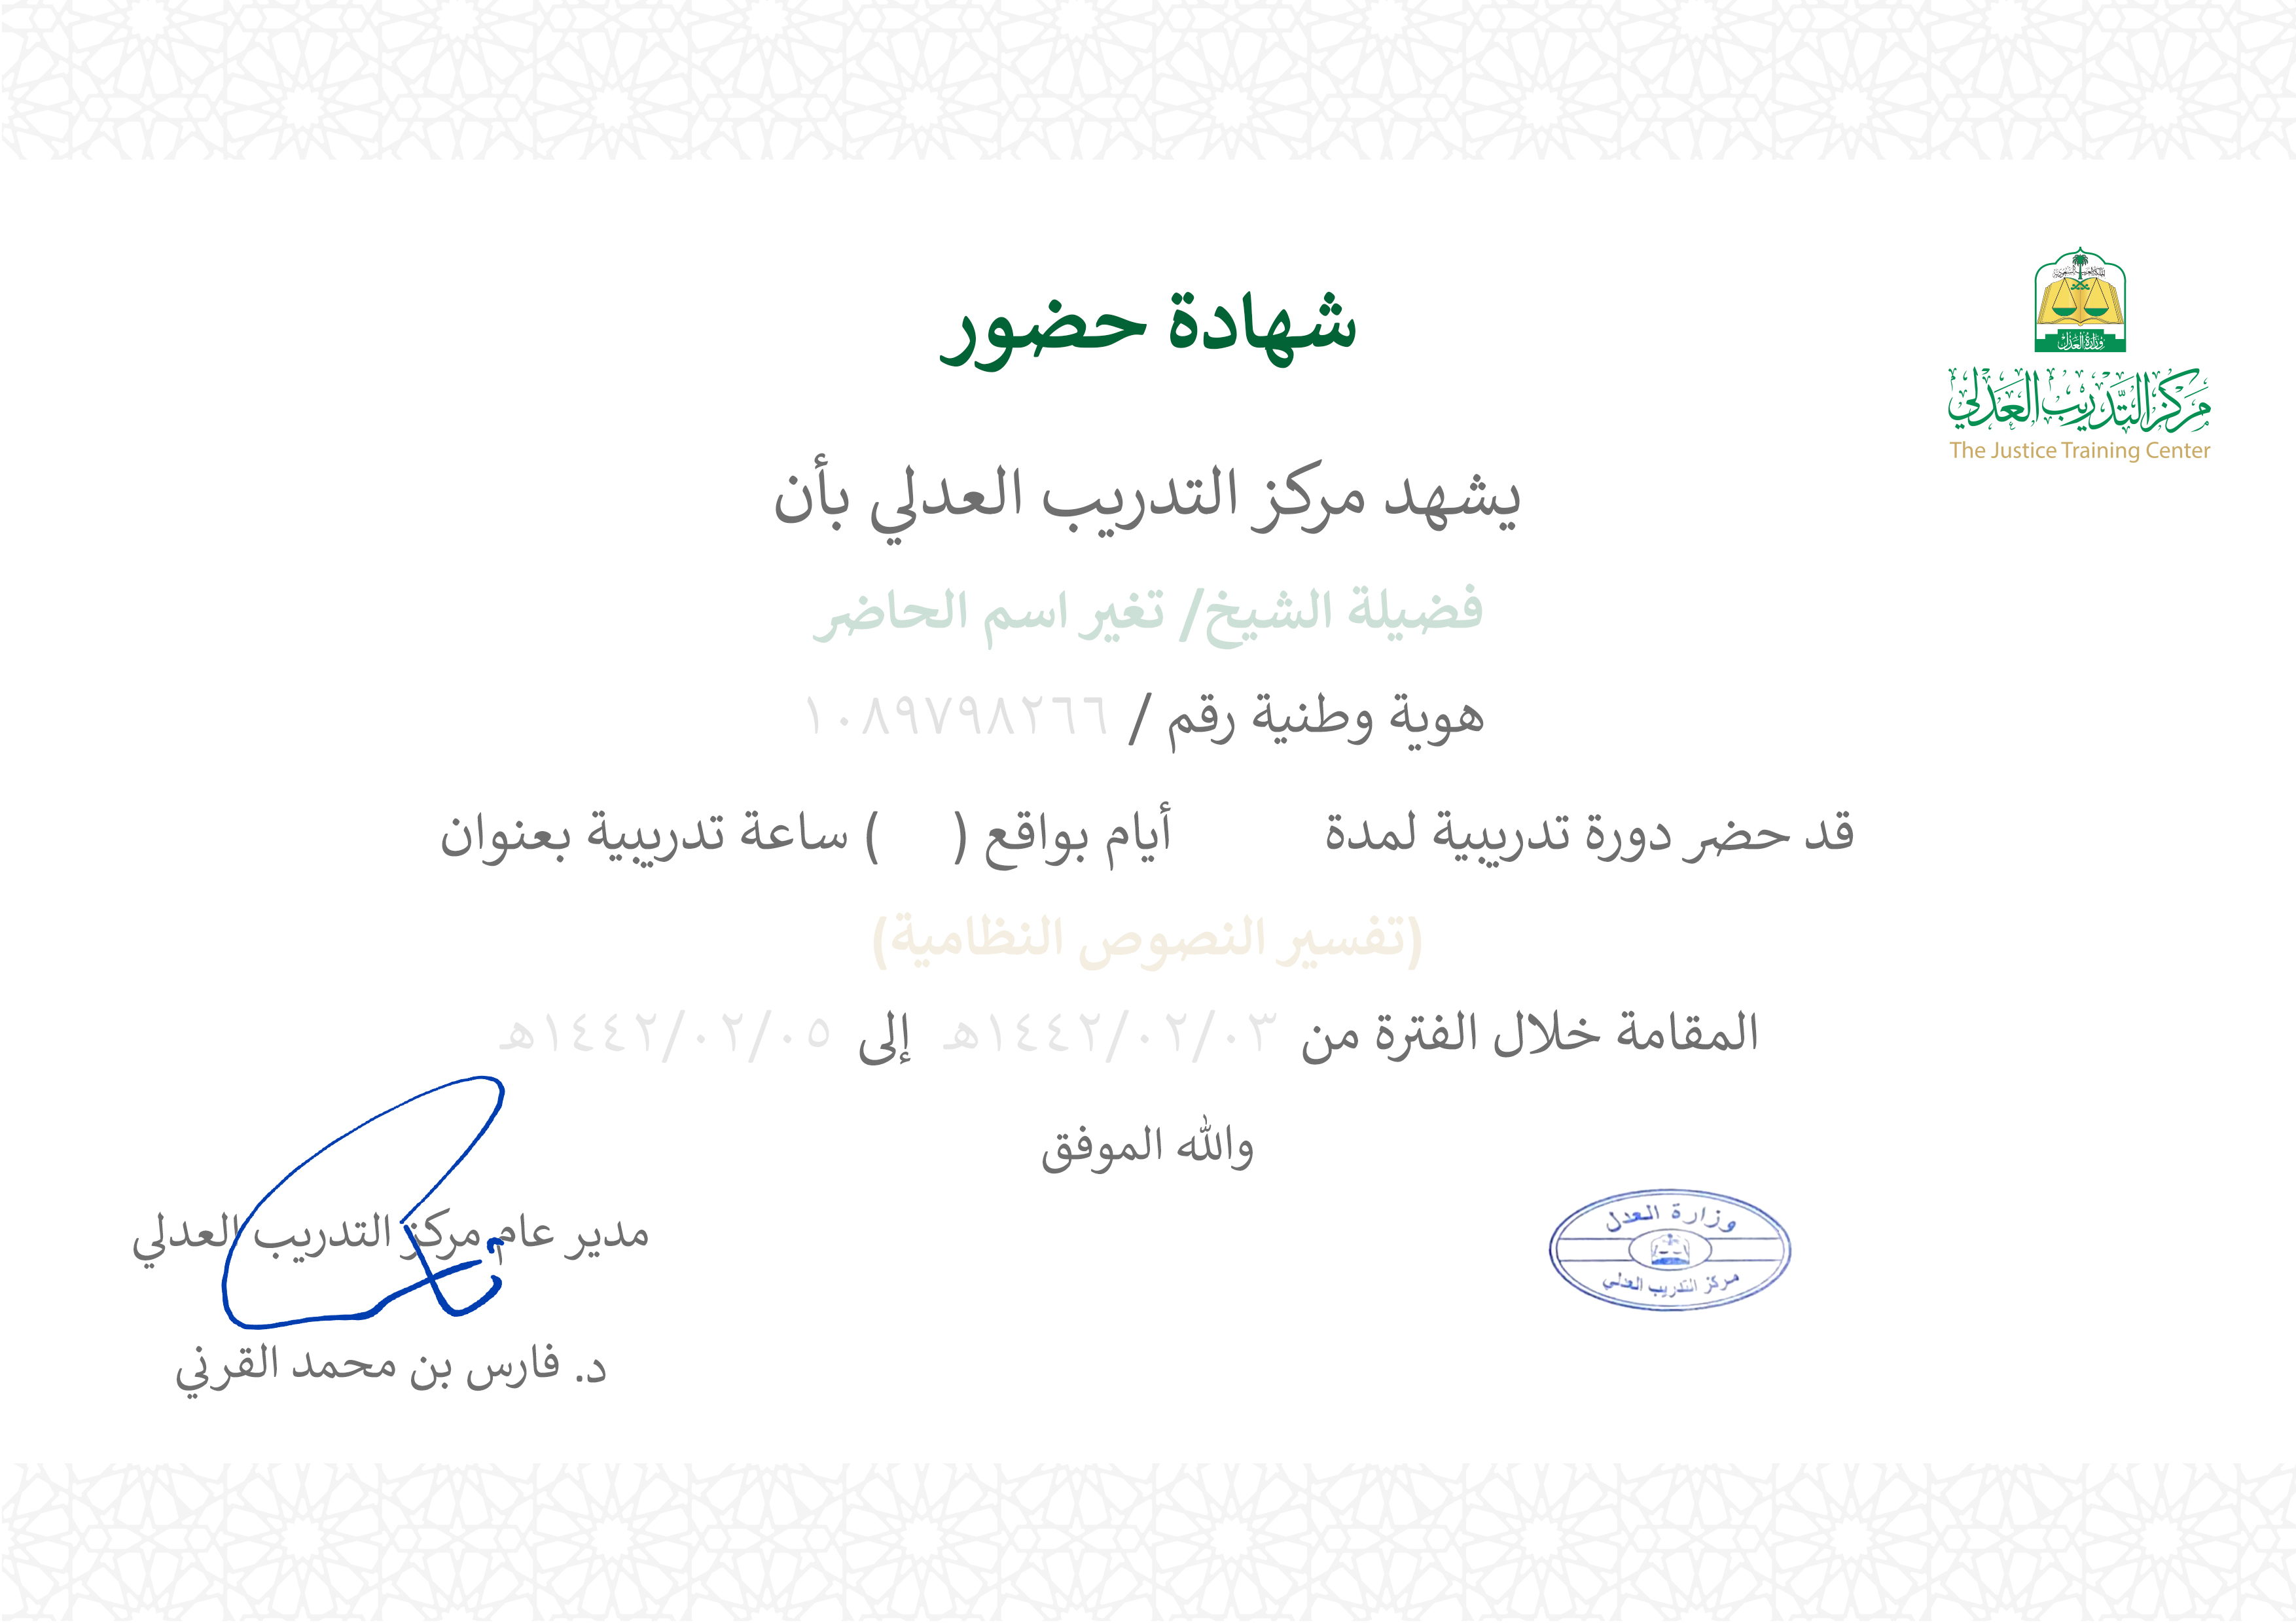 وزارة العدل
مركز التدريب العدلي
The Justice Training Center
شهادة حضور
يشهد مركز التدريب العدلي بأن
فضيلة الشيخ/ تغير اسم الحاضر
هوية وطنية رقم / ١٠٨٩٧٩٨٢٦٦
قد حضر دورة تدريبية لمدة أيام بواقع ( ) ساعة تدريبية بعنوان
(تفسير النصوص النظامية)
المقامة خلال الفترة من ١٤٤٢/٠٢/٠٣هـ إلى ١٤٤٢/٠٢/٠٥هـ
والله الموفق
وزارة العدل
مركز التدريب العدلي
مدير عام مركز التدريب العدلي
د. فارس بن محمد القرني